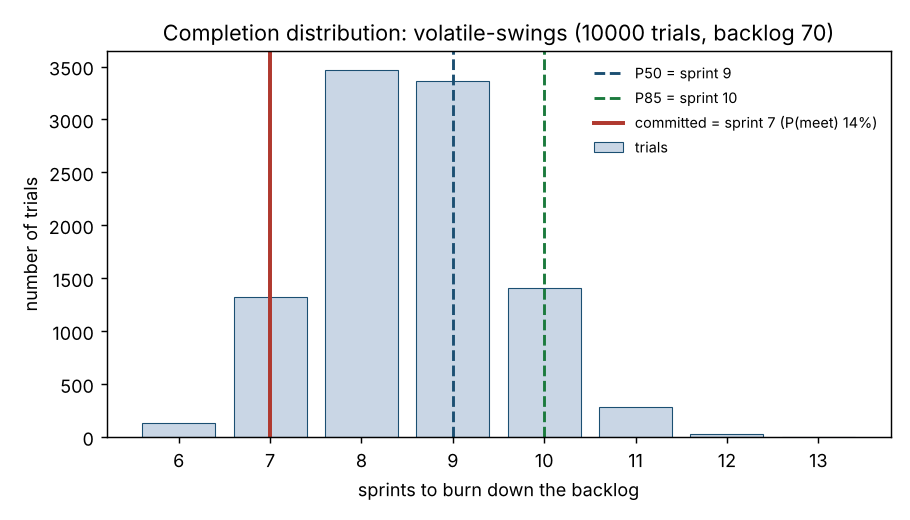 Completion distribution: volatile-swings (10000 trials, backlog 70)
number of trials
3500
3000
2500
2000
1500
1000
500
0
P50 = sprint 9
P85 = sprint 10
committed = sprint 7 (P(meet) 14%)
trials
6 7 8 9 10 11 12 13
sprints to burn down the backlog